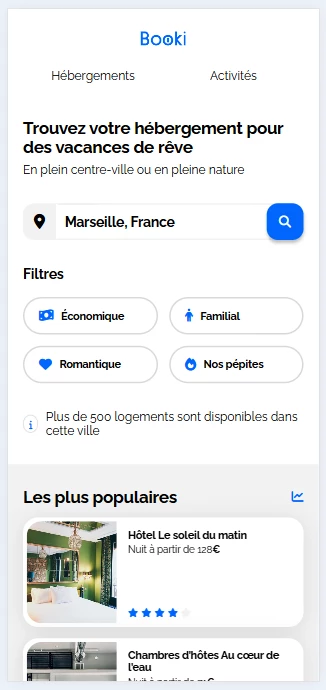 Booki
Hébergements
Activités
Trouvez votre hébergement pour
des vacances de rêve
En plein centre-ville ou en pleine nature
Marseille, France
Filtres
Économique
Familial
Romantique
Nos pépites
Plus de 500 logements sont disponibles dans
cette ville
Les plus populaires
Hôtel Le soleil du matin
Nuit à partir de 128€
Chambres d'hôtes Au cœur de
l'eau
Nuit à partir de